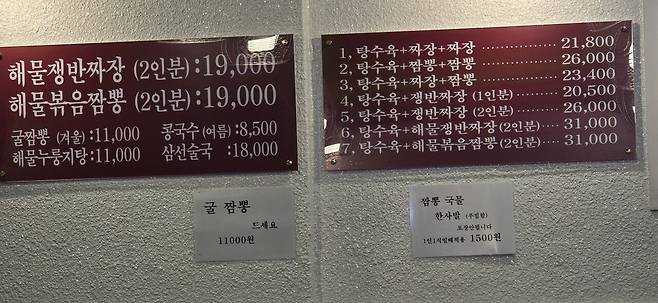 해물쟁반짜장 (2인분) :19,000
해물볶음짬뽕 (2인분) :19,000
굴짬뽕 (겨울) :11,000 콩국수 (여름) :8,500
해물누룽지탕:11,000 삼선술국 :18,000
굴 짬뽕
드세요
11000원
1, 탕수육+짜장+짜장 21,800
2, 탕수육+짬뽕+짬뽕 26,000
3, 탕수육+짜장+짬뽕 23,400
4, 탕수육+쟁반짜장 (1인분) 20,500
5, 탕수육+쟁반짜장 (2인분) 26,000
6, 탕수육+해물쟁반짜장(2인분) 31,000
7, 탕수육+해물볶음짬뽕(2인분) 31,000
짬뽕 국물
한사발
포장안됩니다
1500원